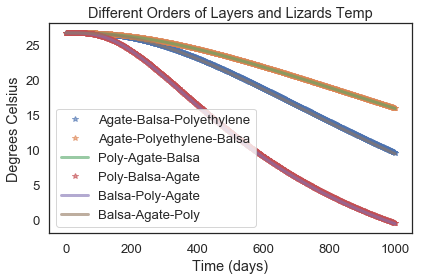 Different Orders of Layers and Lizards Temp
Degrees Celsius
25
20
15
10
5
0
Agate-Balsa-Polyethylene
Agate-Polyethylene-Balsa
Poly-Agate-Balsa
Poly-Balsa-Agate
Balsa-Poly-Agate
Balsa-Agate-Poly
0 200 400 600 800 1000
Time (days)